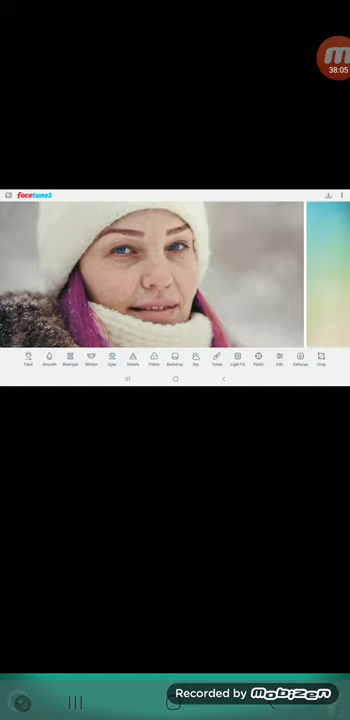 38:05
facetune2
Face Smooth Reshape Whiten Eyes Details Filters Backdrop Sky Tones Light FX Patch Edit Defocus Crop
Recorded by mobizen